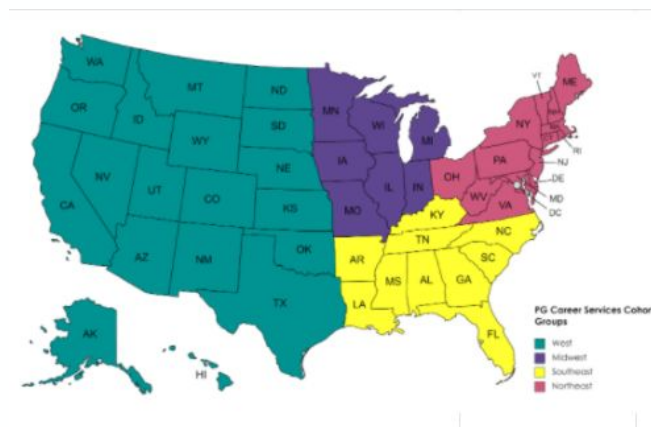 WA
MT
ND
MN
VT
ME
OR
ID
SD
WI
MI
NY
WY
RI
NV
NE
IA
PA
NJ
UT
CO
IL
IN
OH
DE
CA
KS
MO
WV
VA
MD
KY
DC
AZ
NM
OK
AR
TN
NC
SC
TX
MS
AL
GA
LA
FL
AK
HI
PG Career Services Cohor
Groups
West
Midwest
Southeast
Northeast